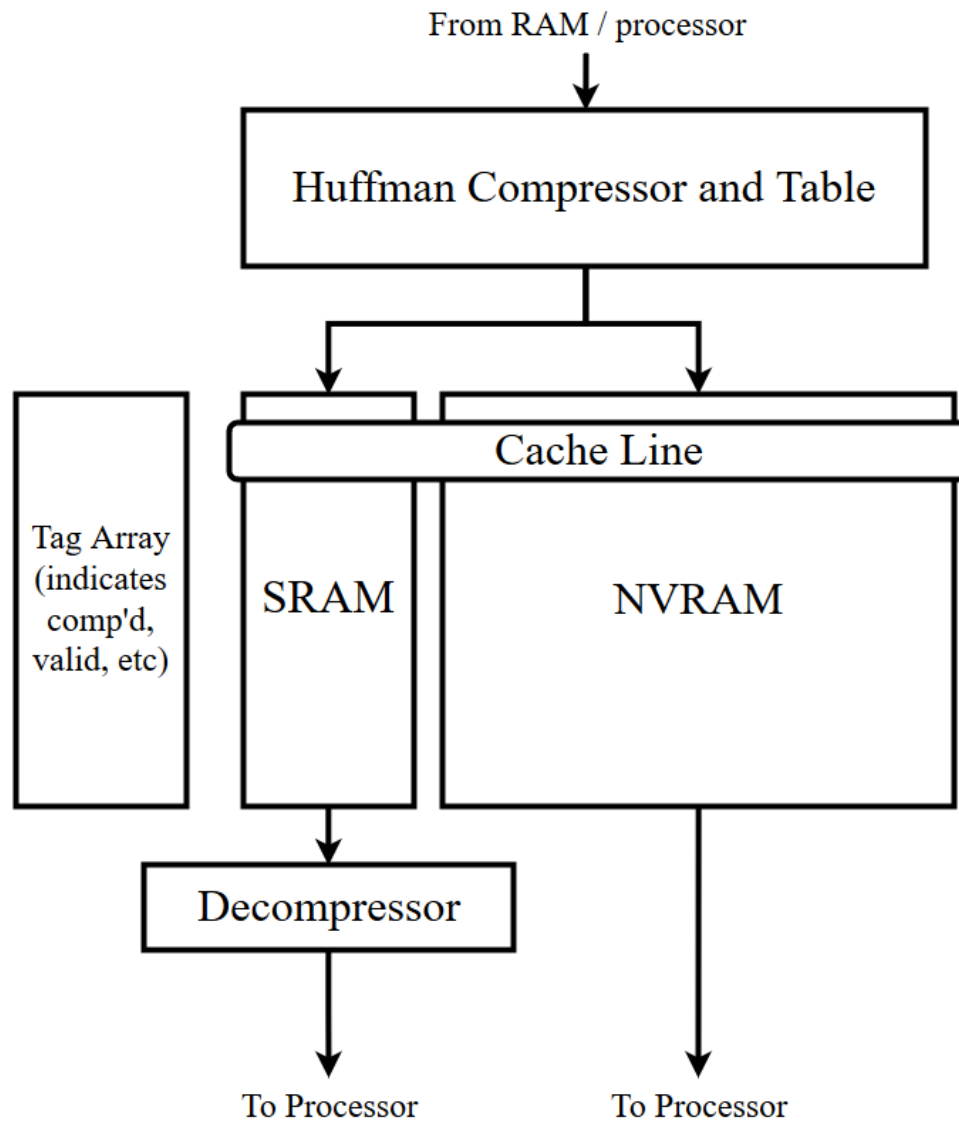 From RAM / processor
Huffman Compressor and Table
Cache Line
Tag Array
(indicates
comp'd,
valid, etc)
SRAM
NVRAM
Decompressor
To Processor
To Processor